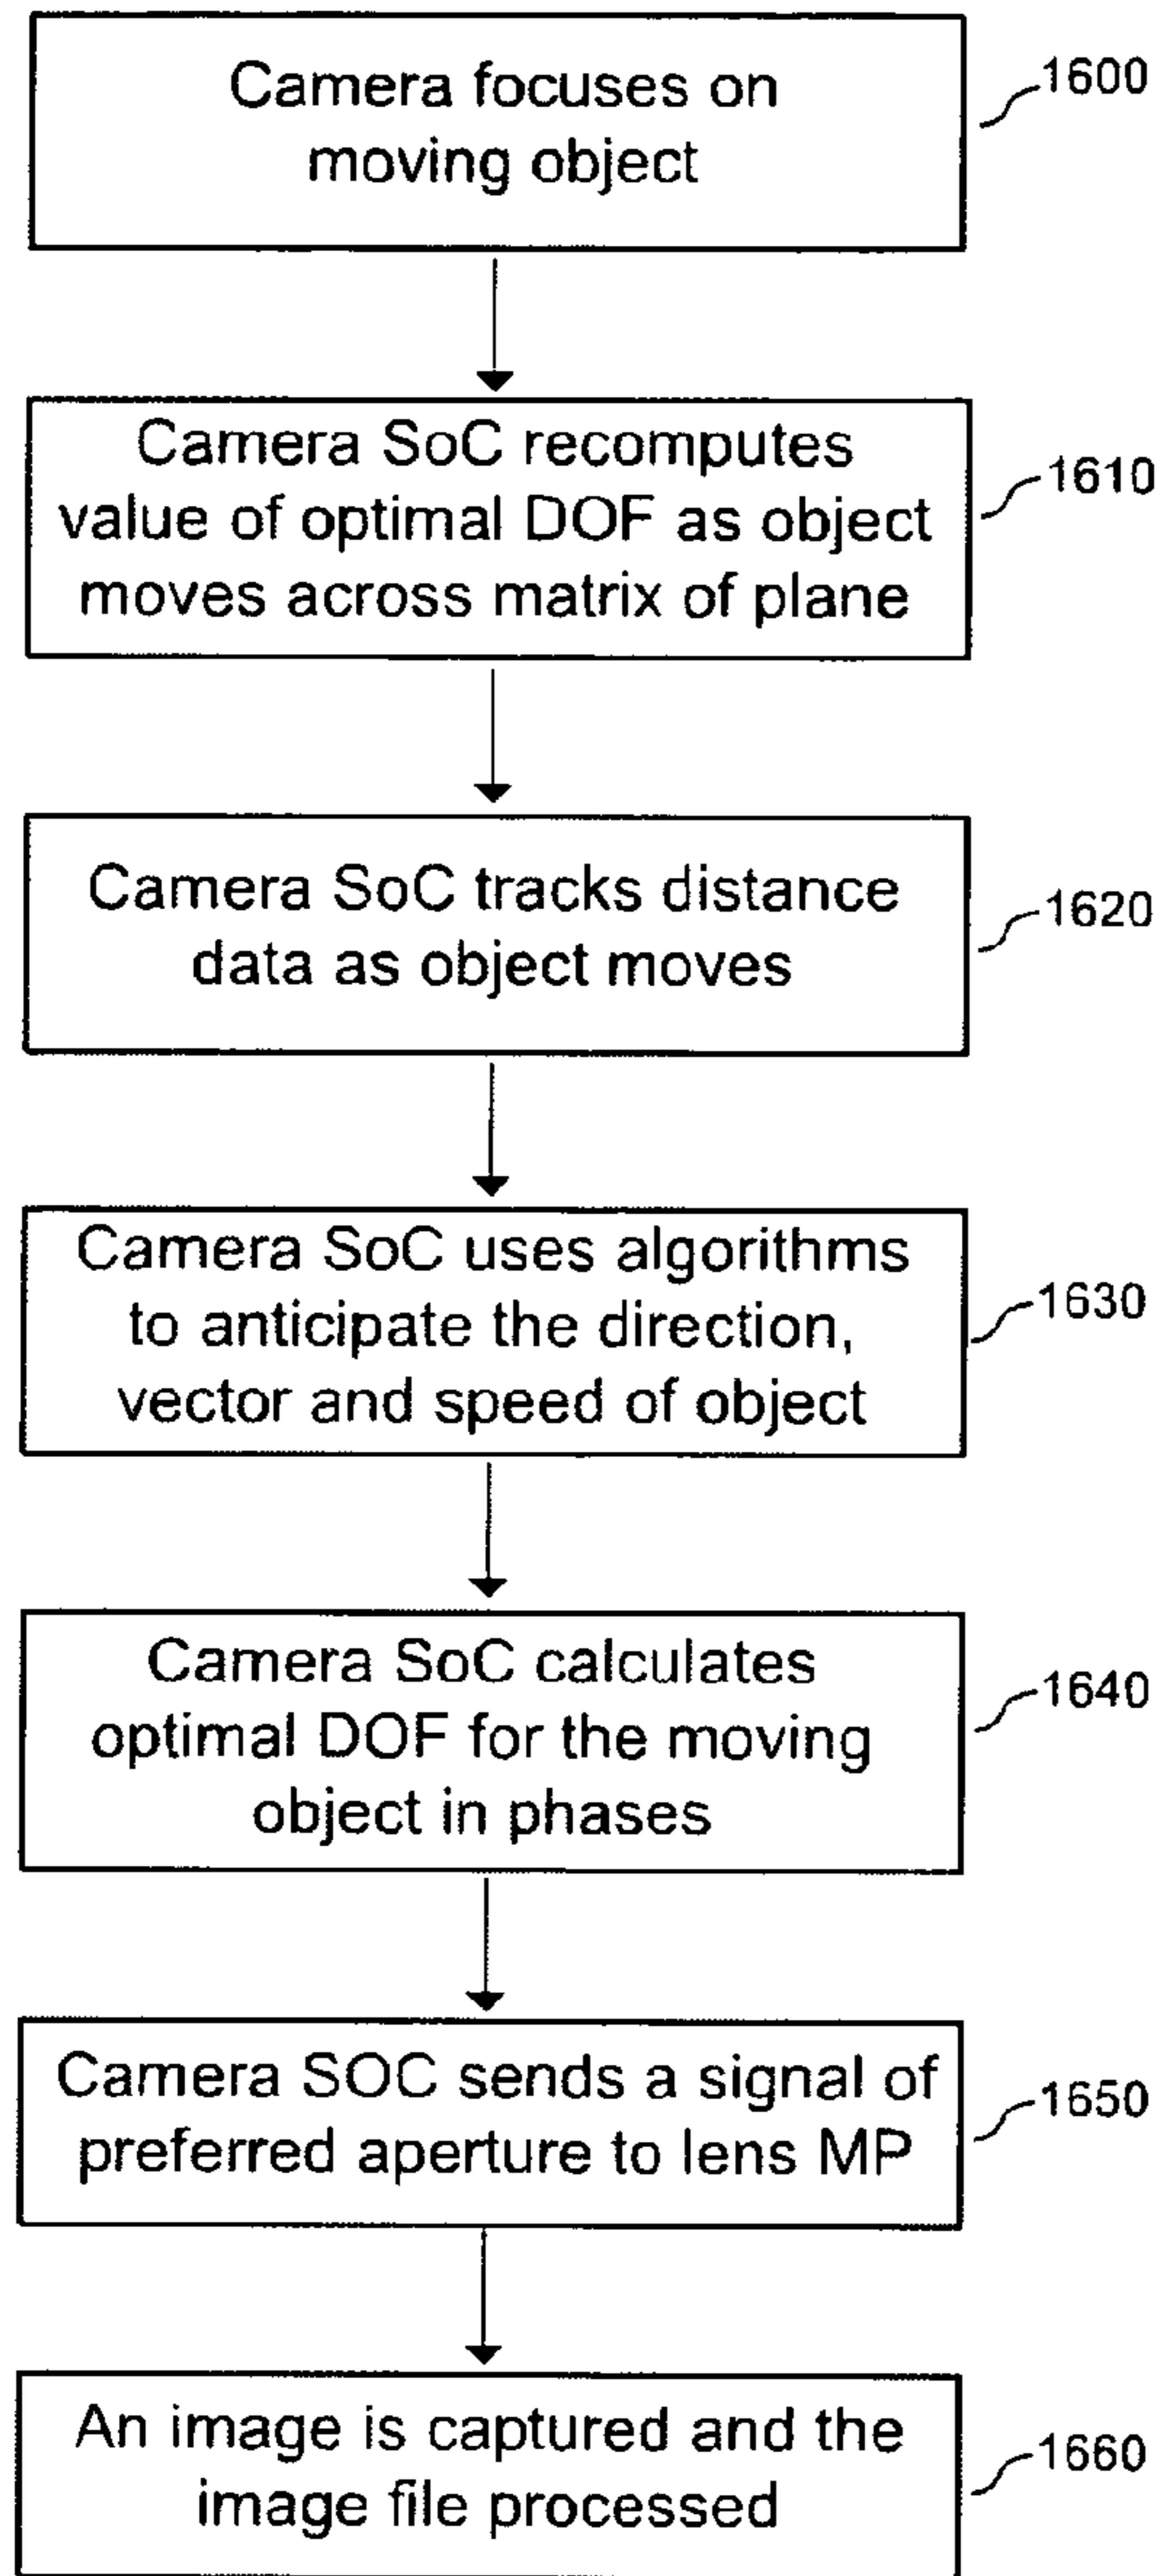 Camera focuses on
moving object
1600
Camera SoC recomputes
value of optimal DOF as object
moves across matrix of plane
1610
Camera SoC tracks distance
data as object moves
1620
Camera SoC uses algorithms
to anticipate the direction,
vector and speed of object
1630
Camera SoC calculates
optimal DOF for the moving
object in phases
1640
Camera SOC sends a signal of
preferred aperture to lens MP
1650
An image is captured and the
image file processed
1660